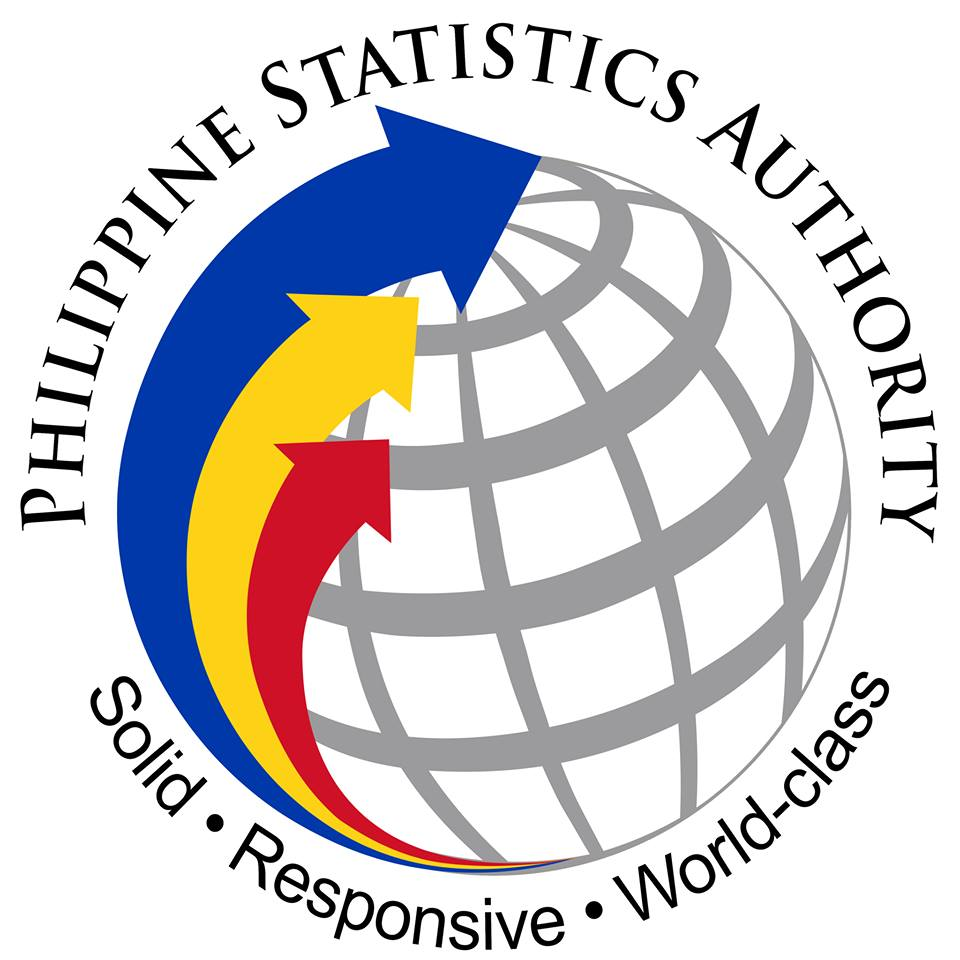 PHILIPPINE STATISTICS AUTHORITY
Solid • Responsive • World-class